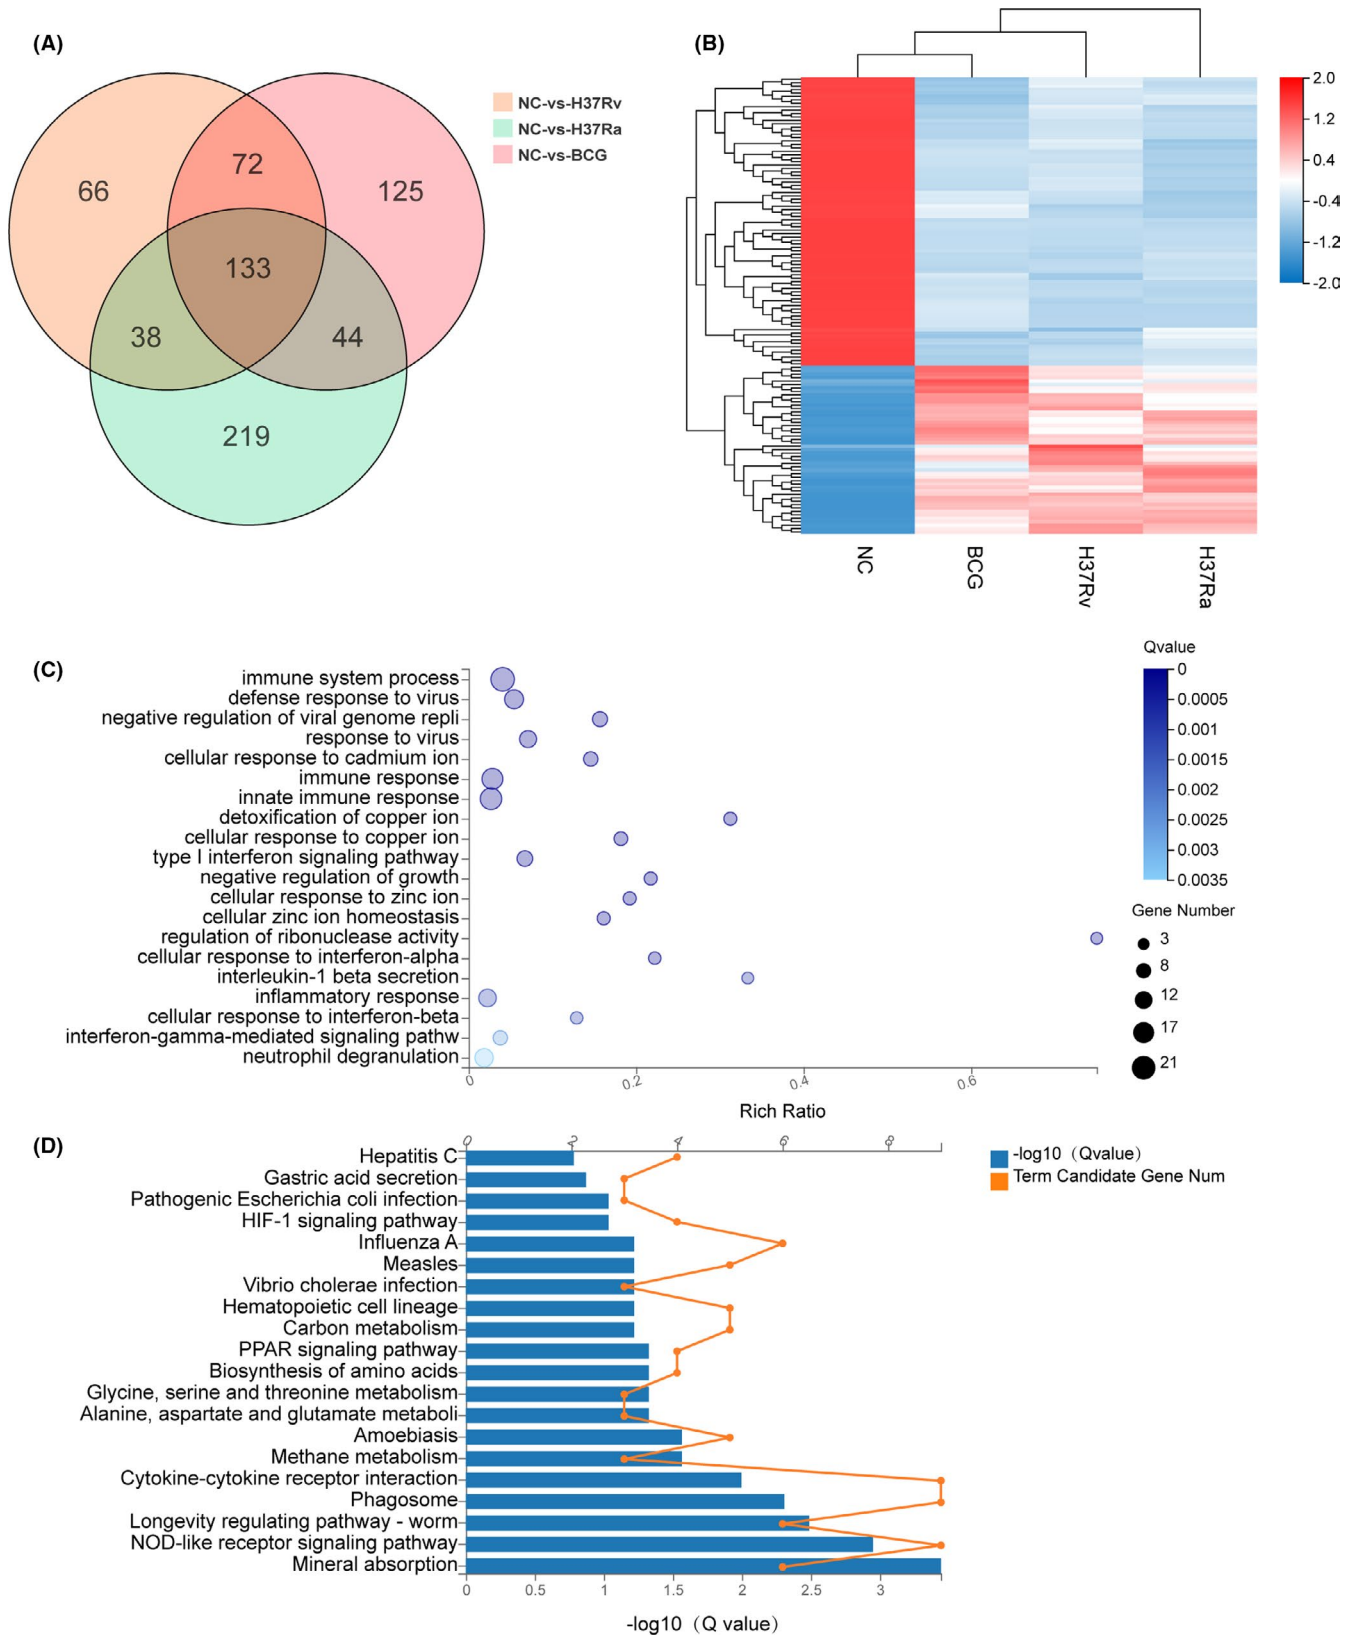 (A)
NC-vs-H37Rv
NC-vs-H37Ra
NC-vs-BCG
66
72
125
133
38
44
219
(B)
2.0
1.2
0.4
-0.4
-1.2
-2.0
NC
BCG
H37Rv
H37Ra
(C)
immune system process
defense response to virus
negative regulation of viral genome repli
response to virus
cellular response to cadmium ion
immune response
innate immune response
detoxification of copper ion
cellular response to copper ion
type I interferon signaling pathway
negative regulation of growth
cellular response to zinc ion
cellular zinc ion homeostasis
regulation of ribonuclease activity
cellular response to interferon-alpha
interleukin-1 beta secretion
inflammatory response
cellular response to interferon-beta
interferon-gamma-mediated signaling pathw
neutrophil degranulation
0 0.2 0.4 0.6
Rich Ratio
Qvalue
0
0.0005
0.001
0.0015
0.002
0.0025
0.003
0.0035
Gene Number
3
8
12
17
21
(D)
0 2 4 6 8
Hepatitis C
Gastric acid secretion
Pathogenic Escherichia coli infection
HIF-1 signaling pathway
Influenza A
Measles
Vibrio cholerae infection
Hematopoietic cell lineage
Carbon metabolism
PPAR signaling pathway
Biosynthesis of amino acids
Glycine, serine and threonine metabolism
Alanine, aspartate and glutamate metaboli
Amoebiasis
Methane metabolism
Cytokine-cytokine receptor interaction
Phagosome
Longevity regulating pathway - worm
NOD-like receptor signaling pathway
Mineral absorption
0 0.5 1 1.5 2 2.5 3
-log10（Q value）
-log10（Qvalue）
Term Candidate Gene Num